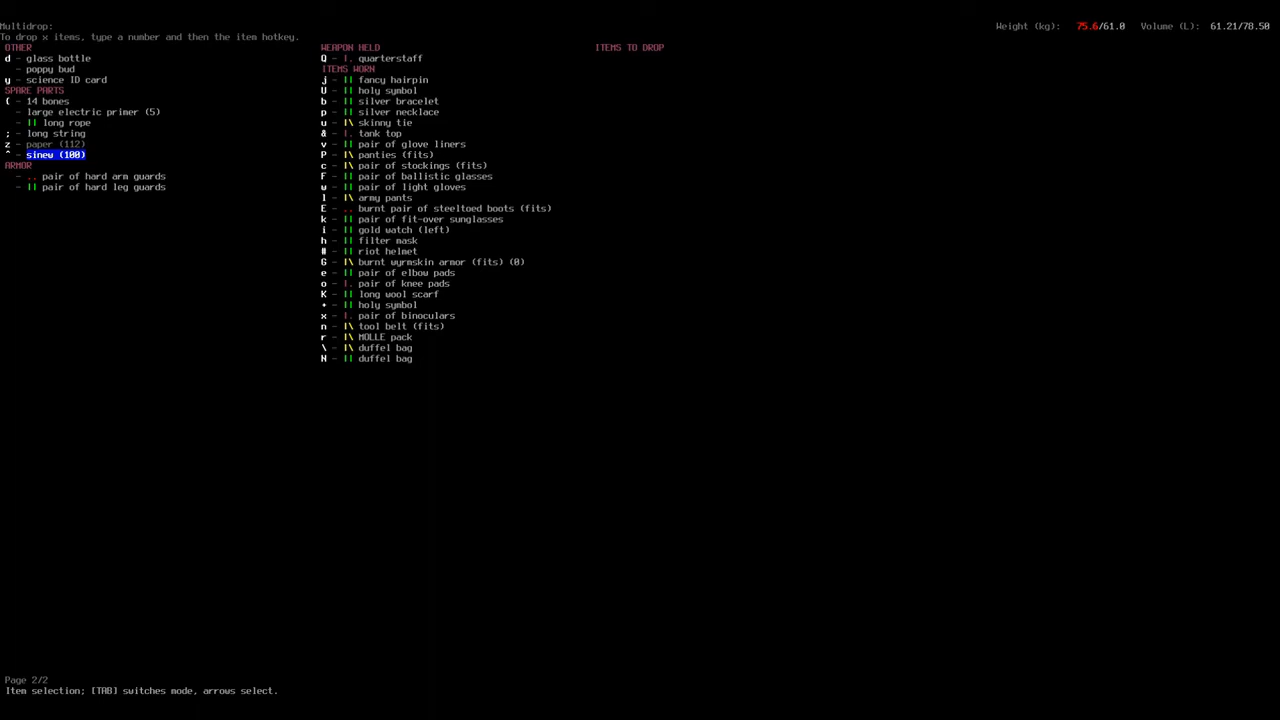 Multidrop:
To drop x items, type a number and then the item hotkey.
Weight (kg): 75.6/61.0 Volume (L): 61.21/78.50
OTHER
d - glass bottle
- poppy bud
y - science ID card
SPARE PARTS
( - 14 bones
- large electric primer (5)
- || long rope
; - long string
z - paper (112)
^ - sinew (100)
ARMOR
- .. pair of hard arm guards
- || pair of hard leg guards
WEAPON HELD
Q - |. quarterstaff
ITEMS WORN
j - || fancy hairpin
U - || holy symbol
b - || silver bracelet
p - || silver necklace
u - |\ skinny tie
& - |. tank top
v - || pair of glove liners
P - |\ panties (fits)
c - |\ pair of stockings (fits)
F - || pair of ballistic glasses
w - || pair of light gloves
l - |\ army pants
E - .. burnt pair of steeltoed boots (fits)
k - || pair of fit-over sunglasses
i - || gold watch (left)
h - || filter mask
# - || riot helmet
G - |\ burnt wyrmskin armor (fits) (0)
e - || pair of elbow pads
o - |. pair of knee pads
K - || long wool scarf
+ - || holy symbol
x - |. pair of binoculars
n - |\ tool belt (fits)
r - |\ MOLLE pack
\ - |\ duffel bag
N - || duffel bag
ITEMS TO DROP
Page 2/2
Item selection; [TAB] switches mode, arrows select.